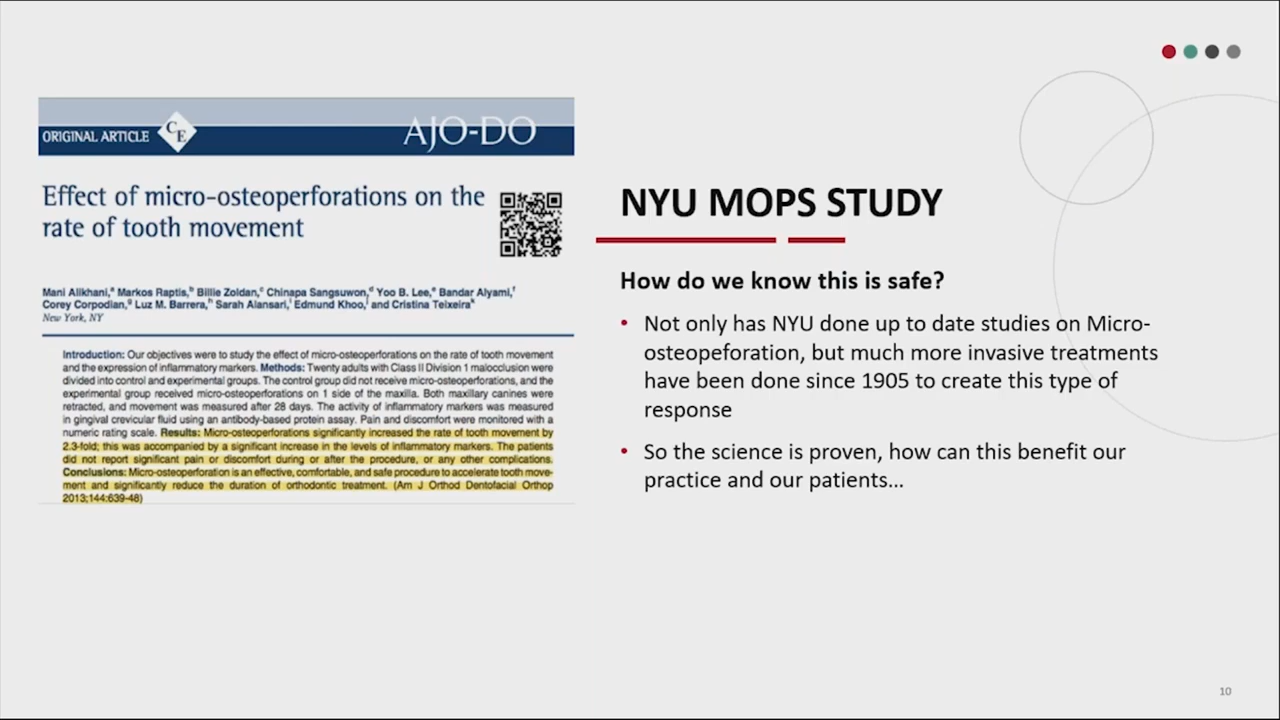 ORIGINAL ARTICLE
CE
AJO-DO
Effect of micro-osteoperforations on the
rate of tooth movement
Mani Alikhani,a Markos Raptis,b Billie Zoldan,c Chinapa Sangsuwon,d Yoo B. Lee,e Bandar Alyami,f
Corey Corpodian,g Luz M. Barrera,h Sarah Alansari,i Edmund Khoo,j and Cristina Teixeirak
New York, NY
Introduction: Our objectives were to study the effect of micro-osteoperforations on the rate of tooth movement
and the expression of inflammatory markers. Methods: Twenty adults with Class II Division 1 malocclusion were
divided into control and experimental groups. The control group did not receive micro-osteoperforations, and the
experimental group received micro-osteoperforations on 1 side of the maxilla. Both maxillary canines were
retracted, and movement was measured after 28 days. The activity of inflammatory markers was measured
in gingival crevicular fluid using an antibody-based protein assay. Pain and discomfort were monitored with a
numeric rating scale. Results: Micro-osteoperforations significantly increased the rate of tooth movement by
2.3-fold; this was accompanied by a significant increase in the levels of inflammatory markers. The patients
did not report significant pain or discomfort during or after the procedure, or any other complications.
Conclusions: Micro-osteoperforation is an effective, comfortable, and safe procedure to accelerate tooth move-
ment and significantly reduce the duration of orthodontic treatment. (Am J Orthod Dentofacial Orthop
2013;144:639-48)
NYU MOPS STUDY
How do we know this is safe?
• Not only has NYU done up to date studies on Micro-
osteopeforation, but much more invasive treatments
have been done since 1905 to create this type of
response
• So the science is proven, how can this benefit our
practice and our patients…
10